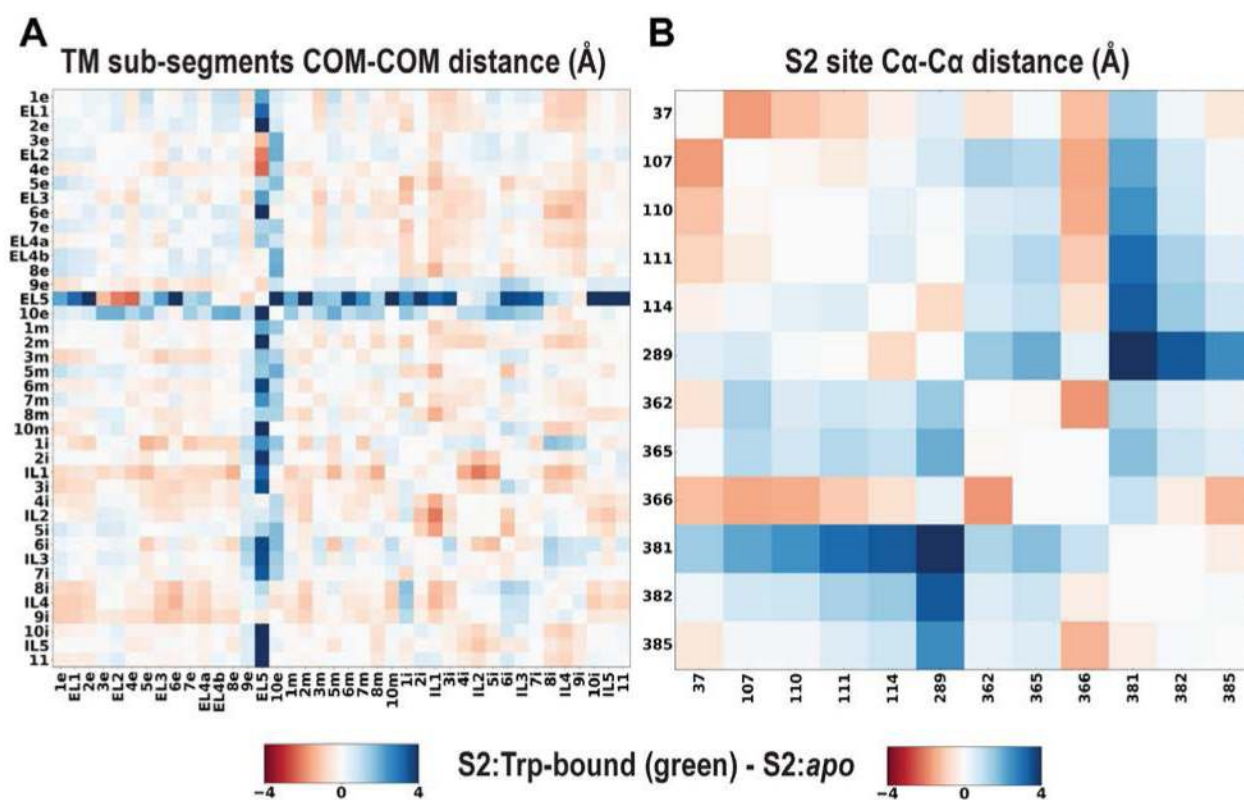 A
TM sub-segments COM-COM distance (Å)
1e
EL1
2e
3e
EL2
4e
5e
EL3
6e
7e
EL4a
EL4b
8e
9e
EL5
10e
1m
2m
3m
5m
6m
7m
8m
10m
1i
2i
IL1
3i
4i
IL2
5i
6i
IL3
7i
8i
IL4
9i
10i
IL5
11
1e EL1 2e 3e EL2 4e 5e EL3 6e 7e EL4a EL4b 8e 9e EL5 10e 1m 2m 3m 5m 6m 7m 8m 10m 1i 2i IL1 3i 4i IL2 5i 6i IL3 7i 8i IL4 9i 10i IL5 11
B
S2 site Cα-Cα distance (Å)
37
107
110
111
114
289
362
365
366
381
382
385
37 107 110 111 114 289 362 365 366 381 382 385
−4 0 4
S2:Trp-bound (green) - S2:apo
−4 0 4